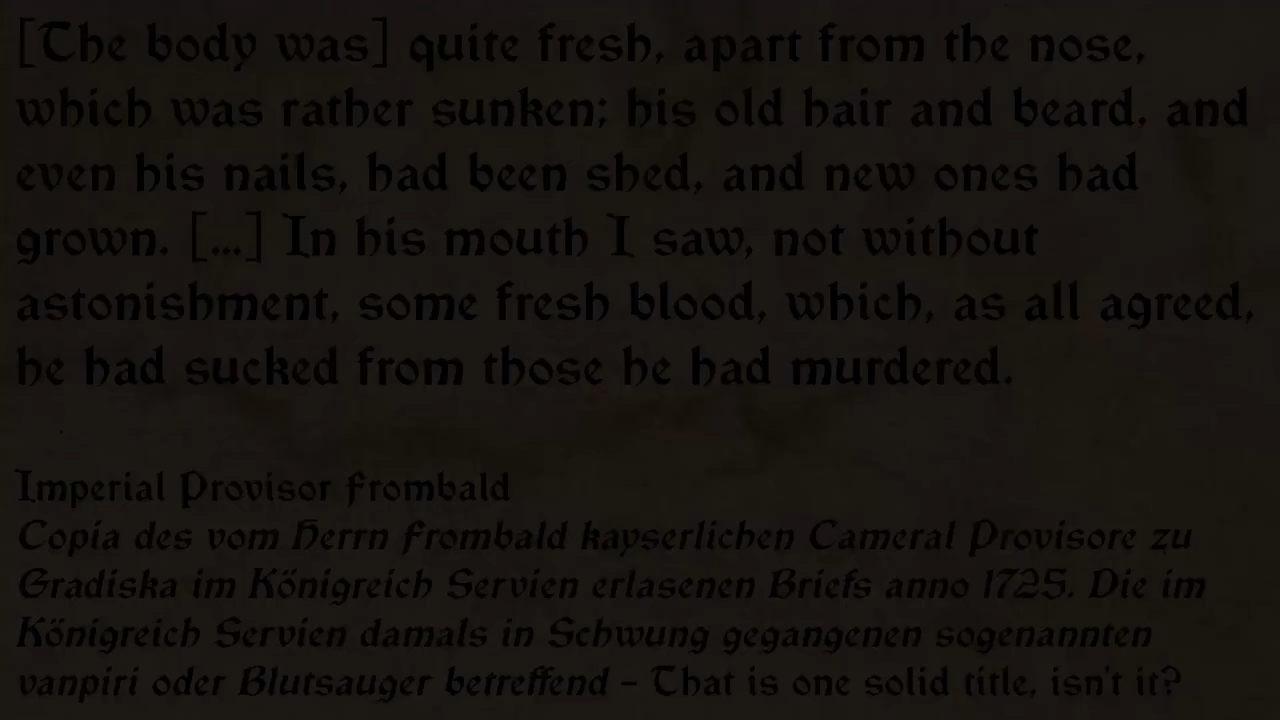 [The body was] quite fresh, apart from the nose,
which was rather sunken; his old hair and beard, and
even his nails, had been shed, and new ones had
grown. [...] In his mouth I saw, not without
astonishment, some fresh blood, which, as all agreed,
he had sucked from those he had murdered.
Imperial Provisor Frombald
Copia des vom Herrn Frombald kayserlichen Cameral Provisore zu
Gradiska im Königreich Servien erlasenen Briefs anno 1725. Die im
Königreich Servien damals in Schwung gegangenen sogenannten
vanpiri oder Blutsauger betreffend – That is one solid title, isn't it?